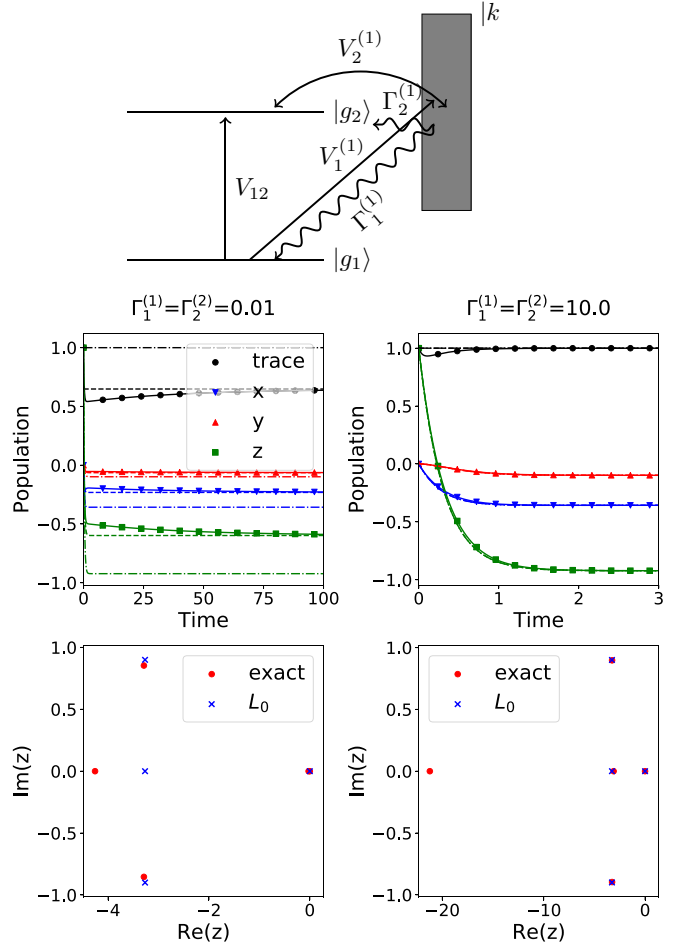 |k
V_2^{(1)}
Γ_2^{(1)}
|g_2⟩
V_1^{(1)}
V_{12}
Γ_1^{(1)}
|g_1⟩
Γ_1^{(1)}=Γ_2^{(2)}=0.01
Γ_1^{(1)}=Γ_2^{(2)}=10.0
1.0
0.5
0.0
−0.5
−1.0
Population
trace
x
y
z
0 25 50 75 100
Time
1.0
0.5
0.0
−0.5
−1.0
Population
0 1 2 3
Time
1.0
0.5
0.0
−0.5
−1.0
Im(z)
exact
L_0
−4 −2 0
Re(z)
1.0
0.5
0.0
−0.5
−1.0
Im(z)
exact
L_0
−20 −10 0
Re(z)